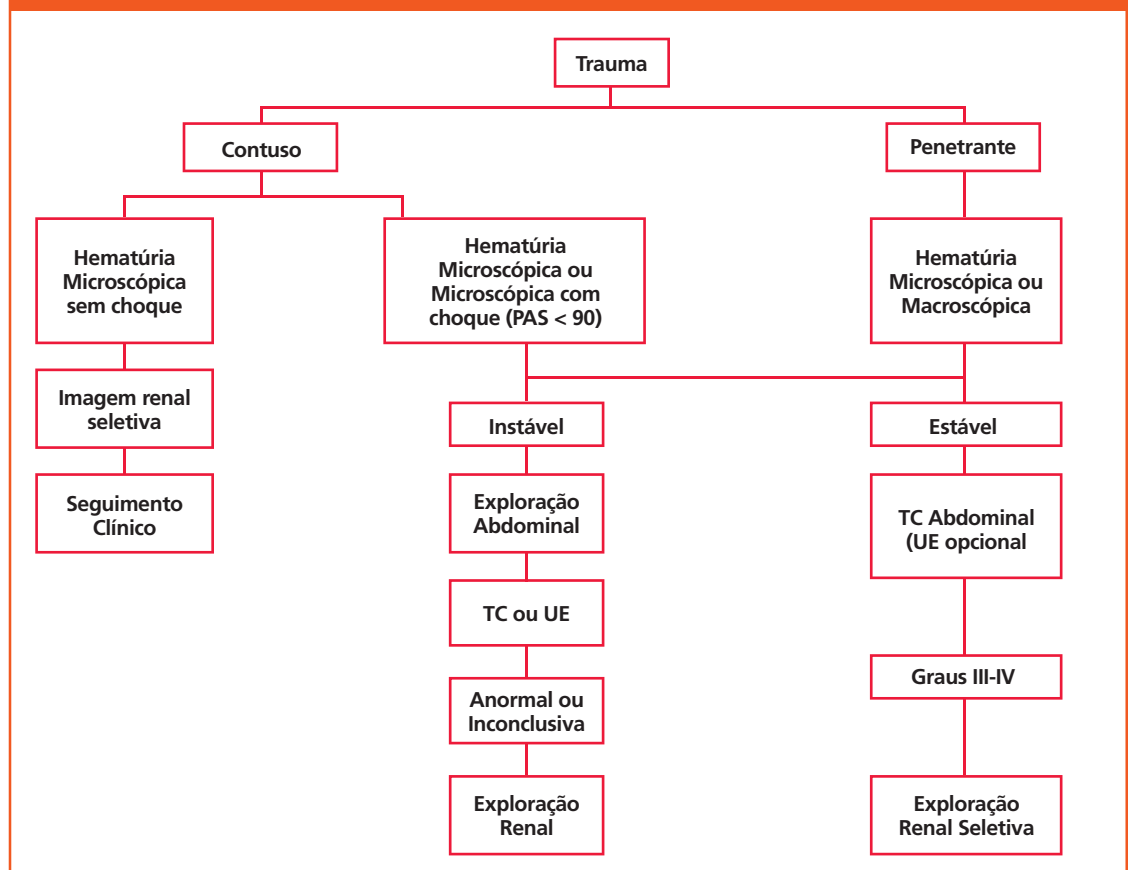 Trauma
Contuso
Penetrante
Hematúria
Microscópica
sem choque
Hematúria
Microscópica ou
Microscópica com
choque (PAS < 90)
Hematúria
Microscópica ou
Macroscópica
Imagem renal
seletiva
Seguimento
Clínico
Instável
Estável
Exploração
Abdominal
TC Abdominal
(UE opcional
TC ou UE
Graus III-IV
Anormal ou
Inconclusiva
Exploração
Renal
Exploração
Renal Seletiva